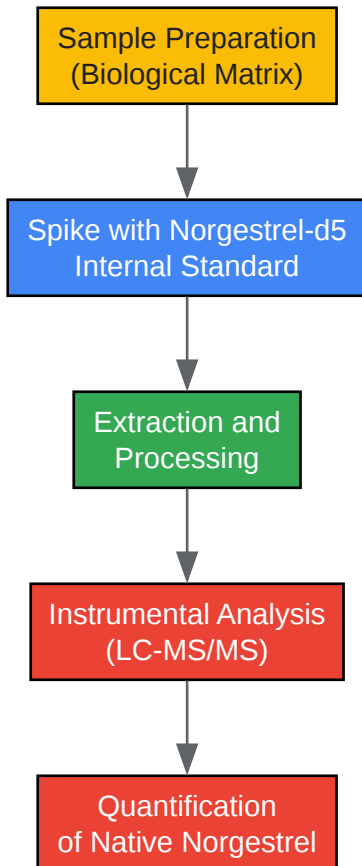 Sample Preparation
(Biological Matrix)
Spike with Norgestrel-d5
Internal Standard
Extraction and
Processing
Instrumental Analysis
(LC-MS/MS)
Quantification
of Native Norgestrel